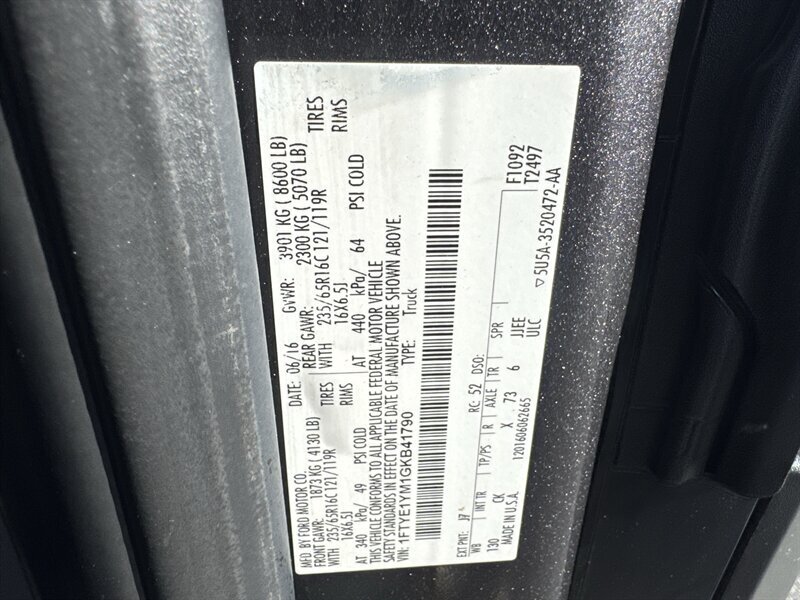 MFD. BY FORD MOTOR CO.
DATE: 06/16 GVWR: 3901 KG ( 8600 LB)
FRONT GAWR: 1873 KG ( 4130 LB) REAR GAWR: 2300 KG ( 5070 LB)
WITH 235/65R16C 121/119R TIRES WITH 235/65R16C 121/119R TIRES
16X6.5J RIMS 16X6.5J RIMS
AT 340 kPa/ 49 PSI COLD AT 440 kPa/ 64 PSI COLD
THIS VEHICLE CONFORMS TO ALL APPLICABLE FEDERAL MOTOR VEHICLE
SAFETY STANDARDS IN EFFECT ON THE DATE OF MANUFACTURE SHOWN ABOVE.
VIN: 1FTYE1YM1GKB41790 TYPE: Truck
EXT PNT: J7 RC: 52 DSO: F1092
WB INT TR TP/PS R AXLE TR SPR T2497
130 CK X 73 6 JJEE
MADE IN U.S.A. 1201606062665 ULC ▽ 5U5A-3520472-AA